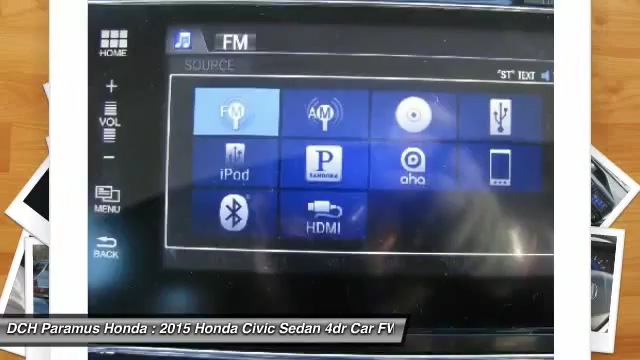 FM
HOME
SOURCE
"ST" TEXT
FM
AM
VOL
iPod
PANDORA
aha
MENU
HDMI
BACK
DCH Paramus Honda : 2015 Honda Civic Sedan 4dr Car FW